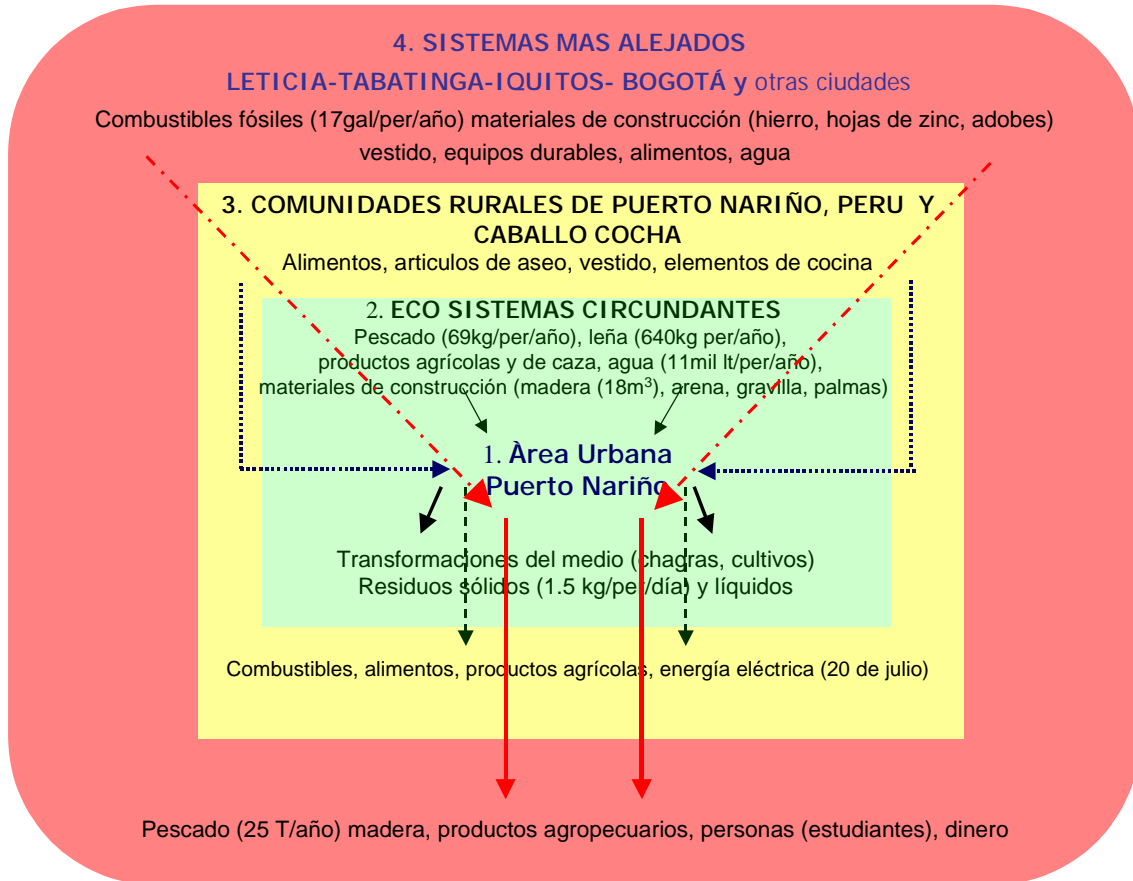 4. SISTEMAS MAS ALEJADOS
LETICIA-TABATINGA-IQUITOS- BOGOTÁ y otras ciudades
Combustibles fósiles (17gal/per/año) materiales de construcción (hierro, hojas de zinc, adobes)
vestido, equipos durables, alimentos, agua
3. COMUNIDADES RURALES DE PUERTO NARIÑO, PERU Y
CABALLO COCHA
Alimentos, articulos de aseo, vestido, elementos de cocina
2. ECO SISTEMAS CIRCUNDANTES
Pescado (69kg/per/año), leña (640kg per/año),
productos agrícolas y de caza, agua (11mil lt/per/año),
materiales de construcción (madera (18m³), arena, gravilla, palmas)
1. Àrea Urbana
Puerto Nariño
Transformaciones del medio (chagras, cultivos)
Residuos sólidos (1.5 kg/per/día) y líquidos
Combustibles, alimentos, productos agrícolas, energía eléctrica (20 de julio)
Pescado (25 T/año) madera, productos agropecuarios, personas (estudiantes), dinero